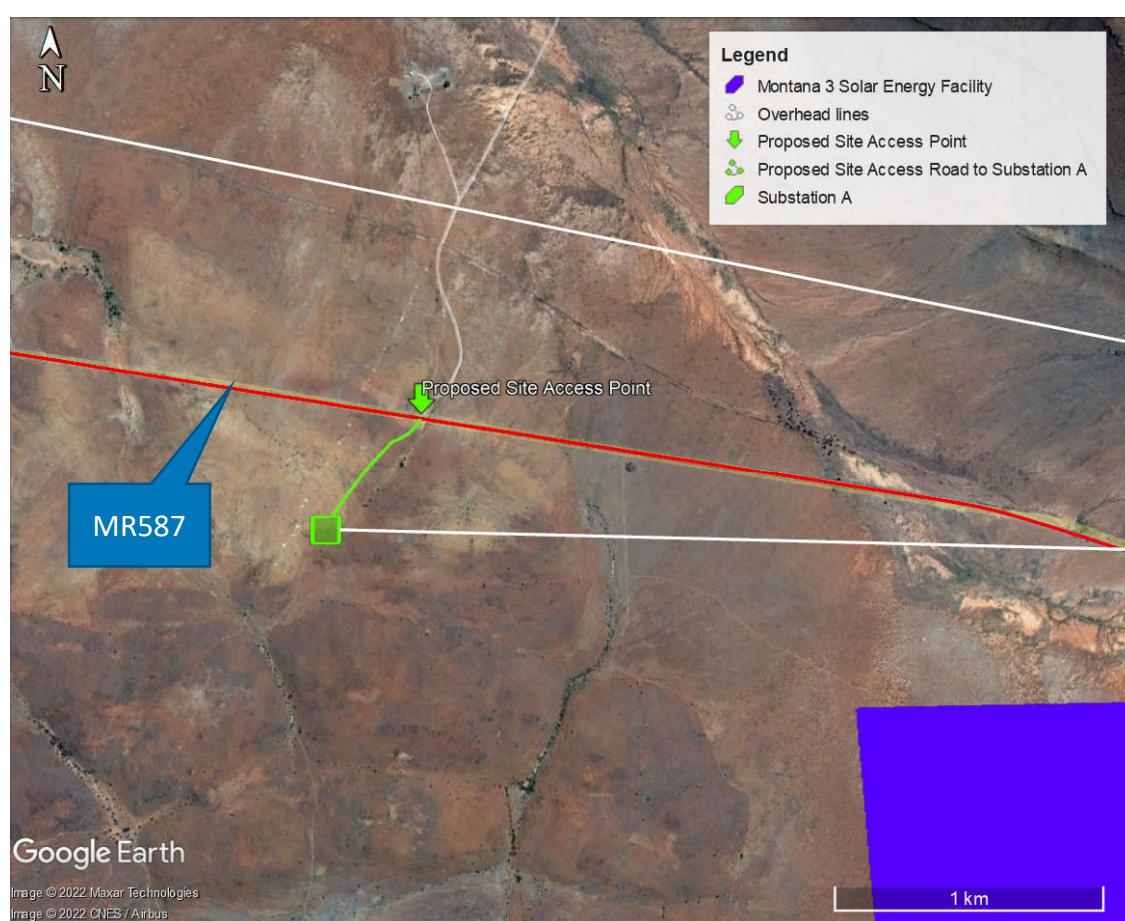 N
Legend
Montana 3 Solar Energy Facility
Overhead lines
Proposed Site Access Point
Proposed Site Access Road to Substation A
Substation A
Proposed Site Access Point
MR587
Google Earth
Image © 2022 Maxar Technologies
Image © 2022 CNES / Airbus
1 km